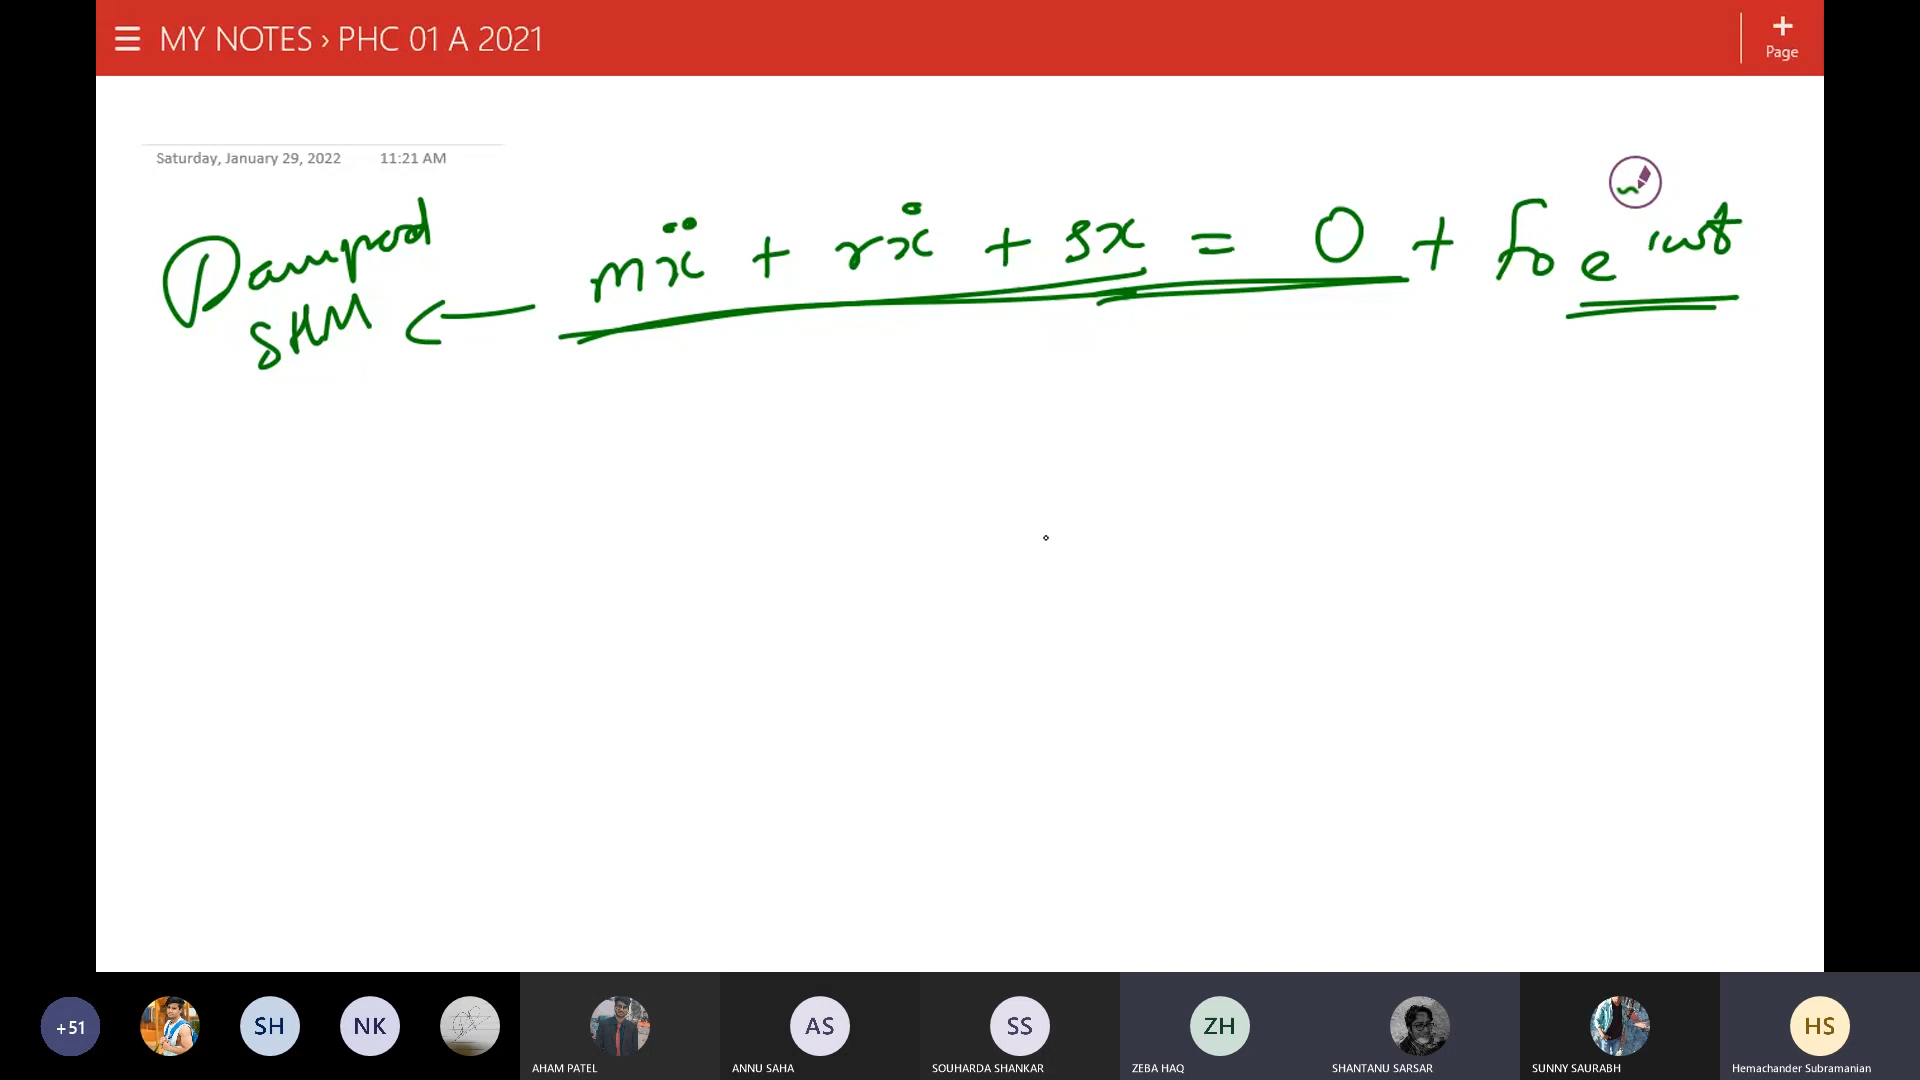 MY NOTES › PHC 01 A 2021
+
Page
Saturday, January 29, 2022 11:21 AM
Damped SHM ← mẍ + rẋ + sx = 0 + F₀ e^{iωt}
+51
SH
NK
AS
SS
ZH
HS
AHAM PATEL
ANNU SAHA
SOUHARDA SHANKAR
ZEBA HAQ
SHANTANU SARSAR
SUNNY SAURABH
Hemachander Subramanian